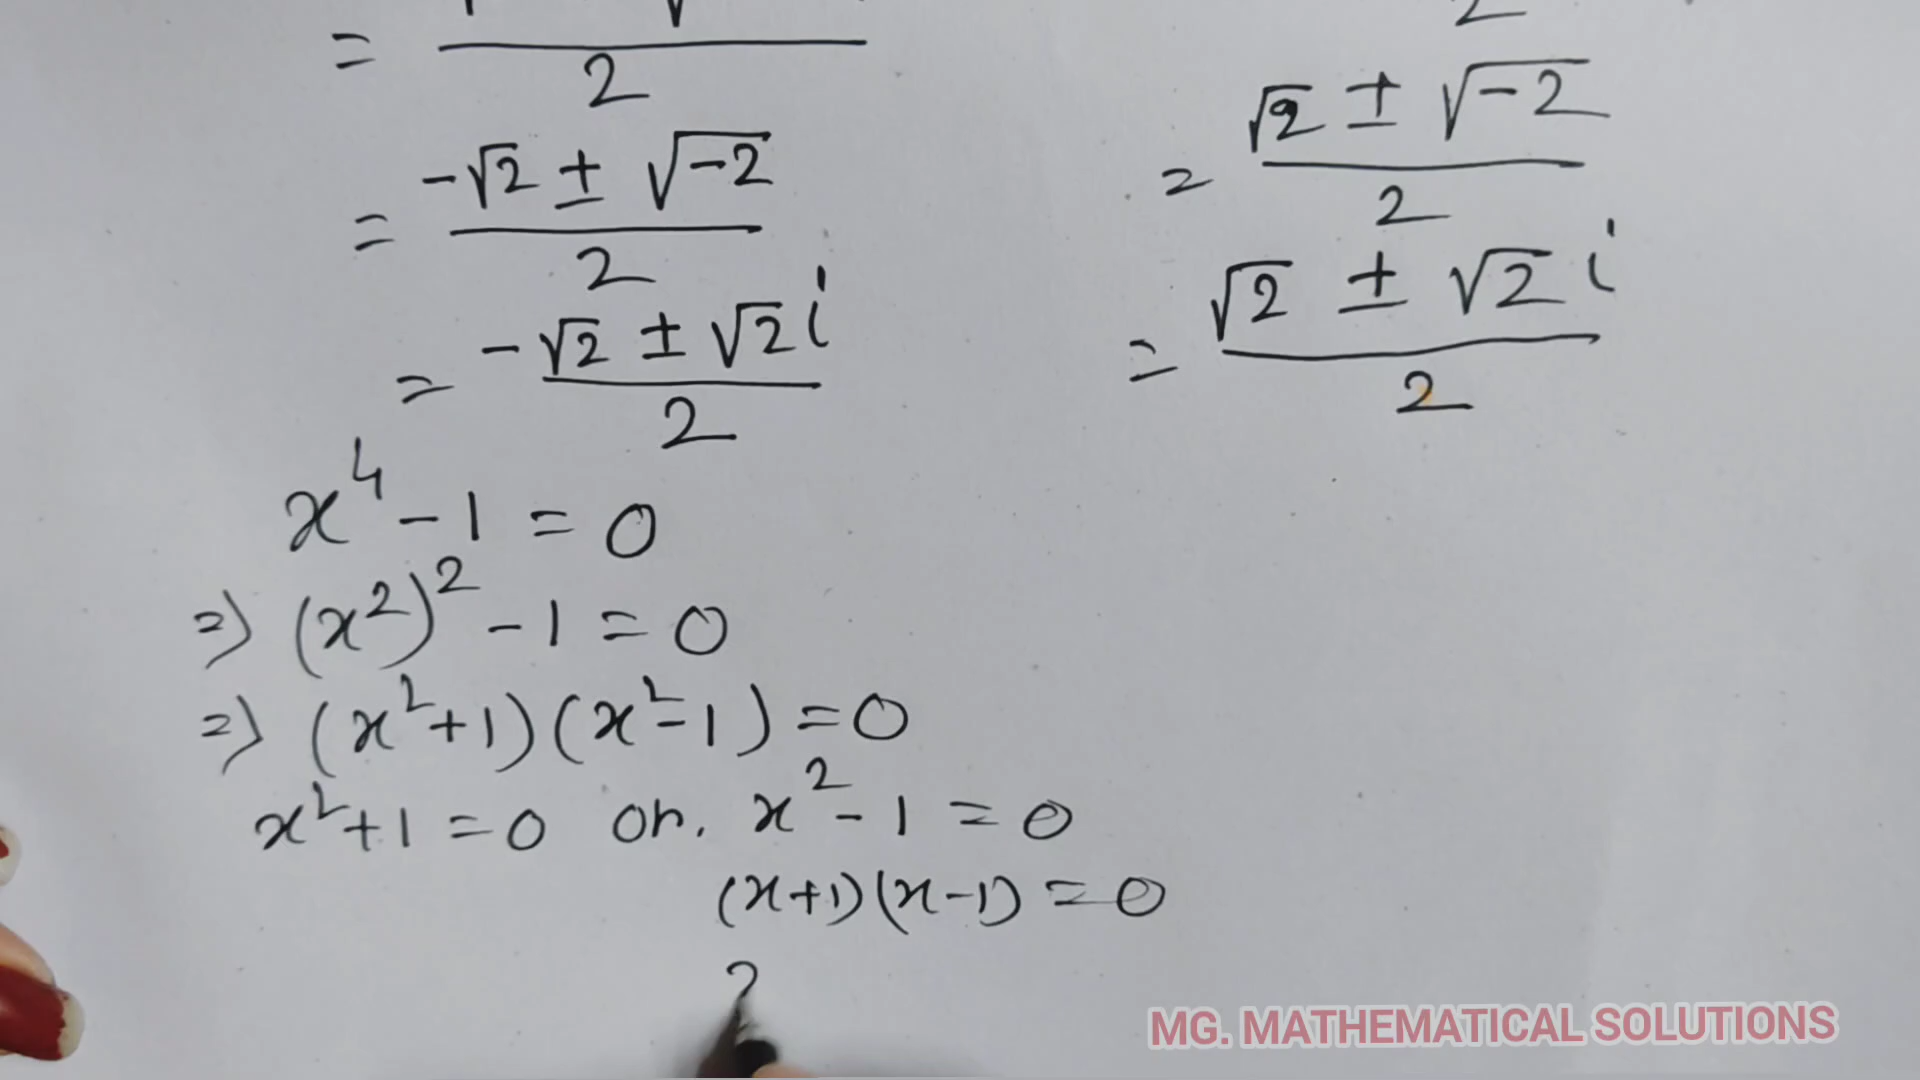 = ─── / 2
= (-√2 ± √-2) / 2
= (-√2 ± √2 i) / 2
2
= (√2 ± √-2) / 2
= (√2 ± √2 i) / 2
x⁴ - 1 = 0
⇒ (x²)² - 1 = 0
⇒ (x²+1)(x²-1) = 0
x²+1 = 0 or. x² - 1 = 0
(x+1)(x-1) = 0
MG. MATHEMATICAL SOLUTIONS